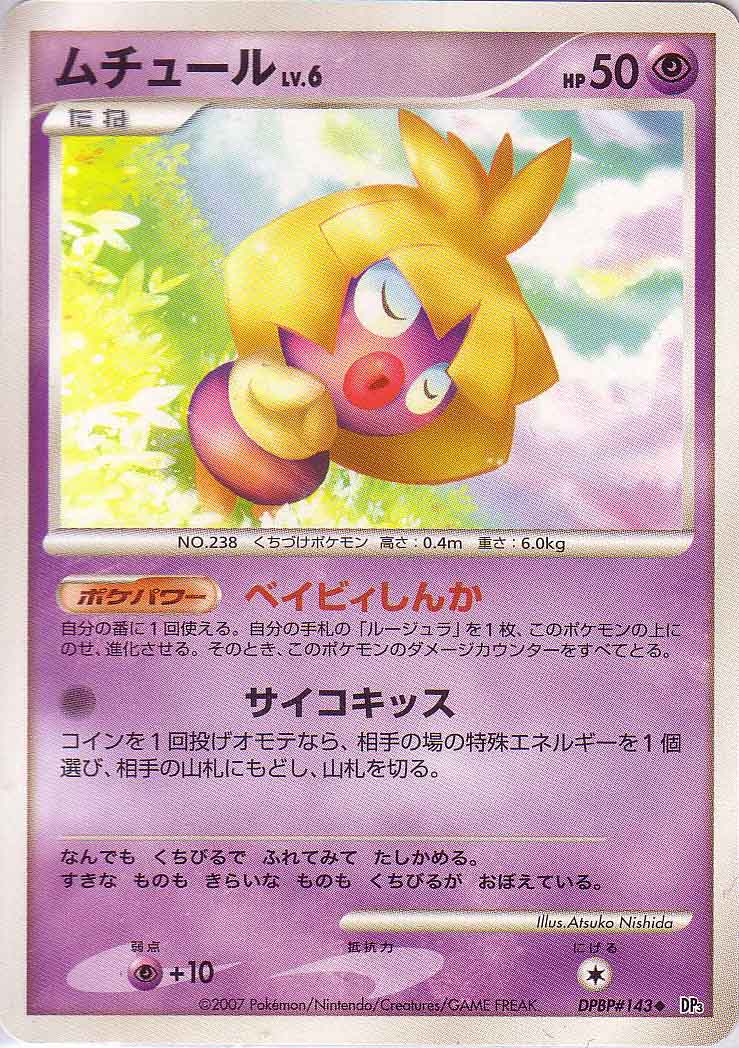 ムチュール LV.6 HP 50
たね
NO.238 くちづけポケモン 高さ:0.4m 重さ:6.0kg
ポケパワー ベイビィしんか
自分の番に1回使える。自分の手札の「ルージュラ」を1枚、このポケモンの上に
のせ、進化させる。そのとき、このポケモンのダメージカウンターをすべてとる。
サイコキッス
コインを1回投げオモテなら、相手の場の特殊エネルギーを1個
選び、相手の山札にもどし、山札を切る。
なんでも くちびるで ふれてみて たしかめる。
すきな ものも きらいな ものも くちびるが おぼえている。
Illus.Atsuko Nishida
弱点 抵抗力 にげる
+10
©2007 Pokémon/Nintendo/Creatures/GAME FREAK. DPBP#143◆ DP3